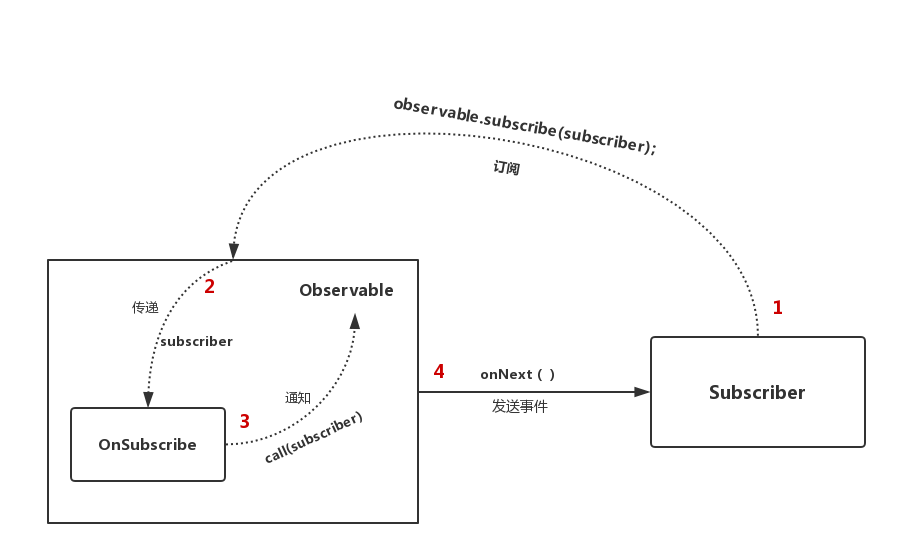 observable.subscribe(subscriber);
订阅
1
2
传递
subscriber
Observable
OnSubscribe
3
通知
call(subscriber)
4
onNext ( )
发送事件
Subscriber